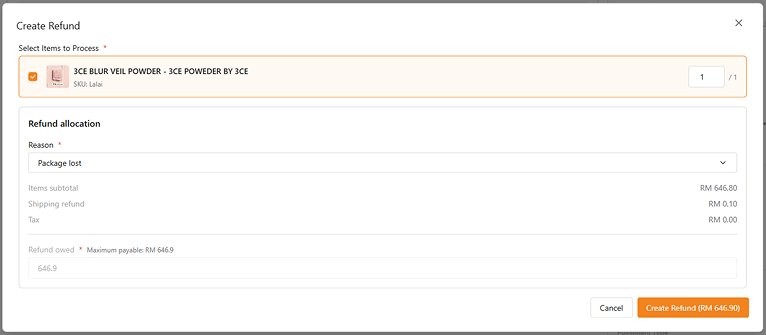 Create Refund
Select Items to Process *
3CE BLUR VEIL POWDER - 3CE POWEDER BY 3CE
SKU: Lalai
1 / 1
Refund allocation
Reason *
Package lost
Items subtotal RM 646.80
Shipping refund RM 0.10
Tax RM 0.00
Refund owed * Maximum payable: RM 646.9
646.9
Cancel Create Refund (RM 646.90)